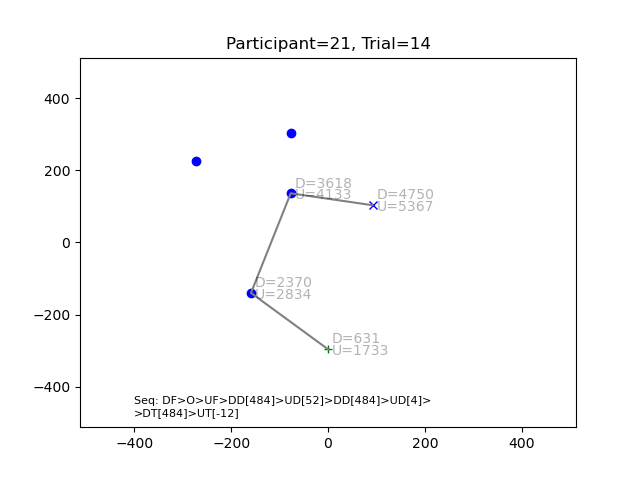 Participant=21, Trial=14
400
200
0
−200
−400
D=3618
U=4133
D=4750
U=5367
D=2370
U=2834
D=631
U=1733
Seq: DF>O>UF>DD[484]>UD[52]>DD[484]>UD[4]>
>DT[484]>UT[-12]
−400 −200 0 200 400